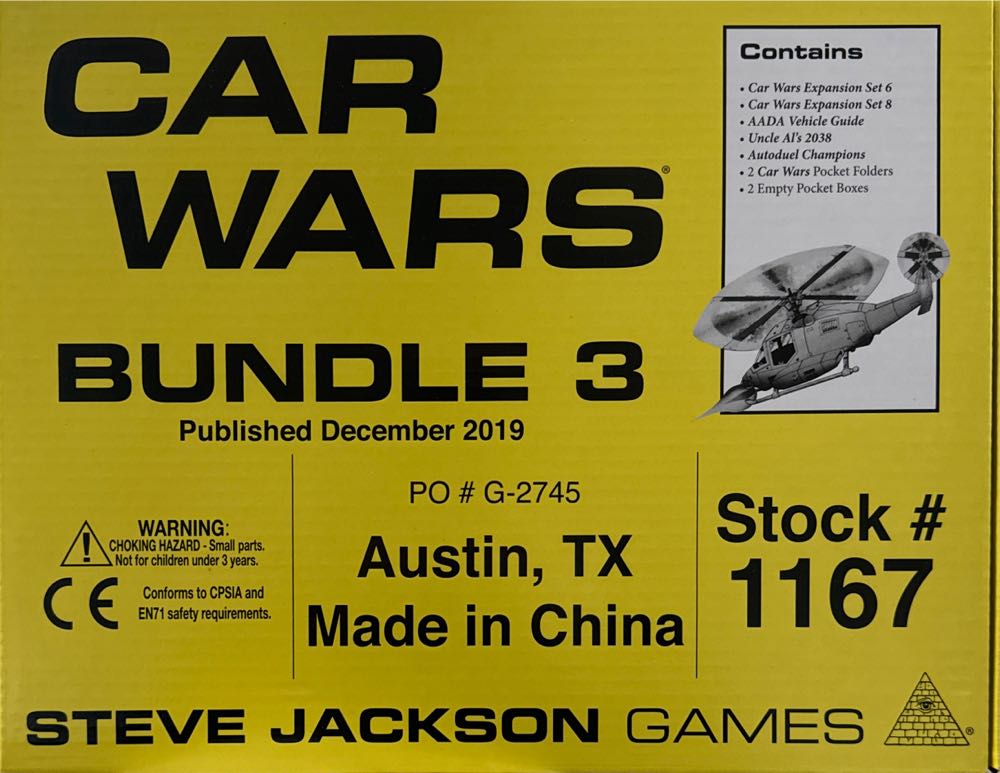 CAR
WARS®
BUNDLE 3
Published December 2019
Contains
• Car Wars Expansion Set 6
• Car Wars Expansion Set 8
• AADA Vehicle Guide
• Uncle Al's 2038
• Autoduel Champions
• 2 Car Wars Pocket Folders
• 2 Empty Pocket Boxes
WARNING:
CHOKING HAZARD - Small parts.
Not for children under 3 years.
CE
Conforms to CPSIA and
EN71 safety requirements.
PO # G-2745
Austin, TX
Made in China
Stock #
1167
STEVE JACKSON GAMES ®